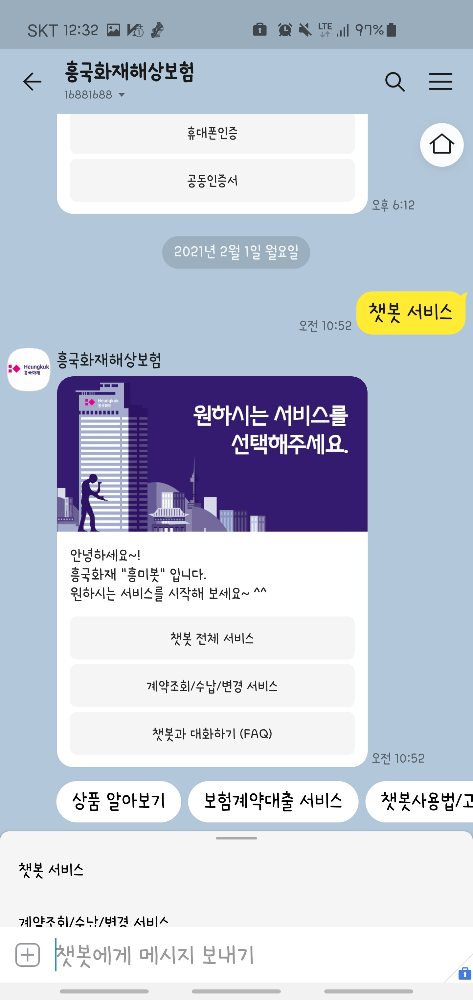 SKT 12:32
LTE 97%
흥국화재해상보험
16881688
휴대폰인증
공동인증서
오후 6:12
2021년 2월 1일 월요일
챗봇 서비스
오전 10:52
Heungkuk
흥국화재
흥국화재해상보험
Heungkuk
흥국화재
원하시는 서비스를
선택해주세요.
안녕하세요~!
흥국화재 "흥미봇" 입니다.
원하시는 서비스를 시작해 보세요~ ^^
챗봇 전체 서비스
계약조회/수납/변경 서비스
챗봇과 대화하기 (FAQ)
오전 10:52
상품 알아보기
보험계약대출 서비스
챗봇사용법/고
챗봇 서비스
계약조회/수납/변경 서비스
챗봇에게 메시지 보내기